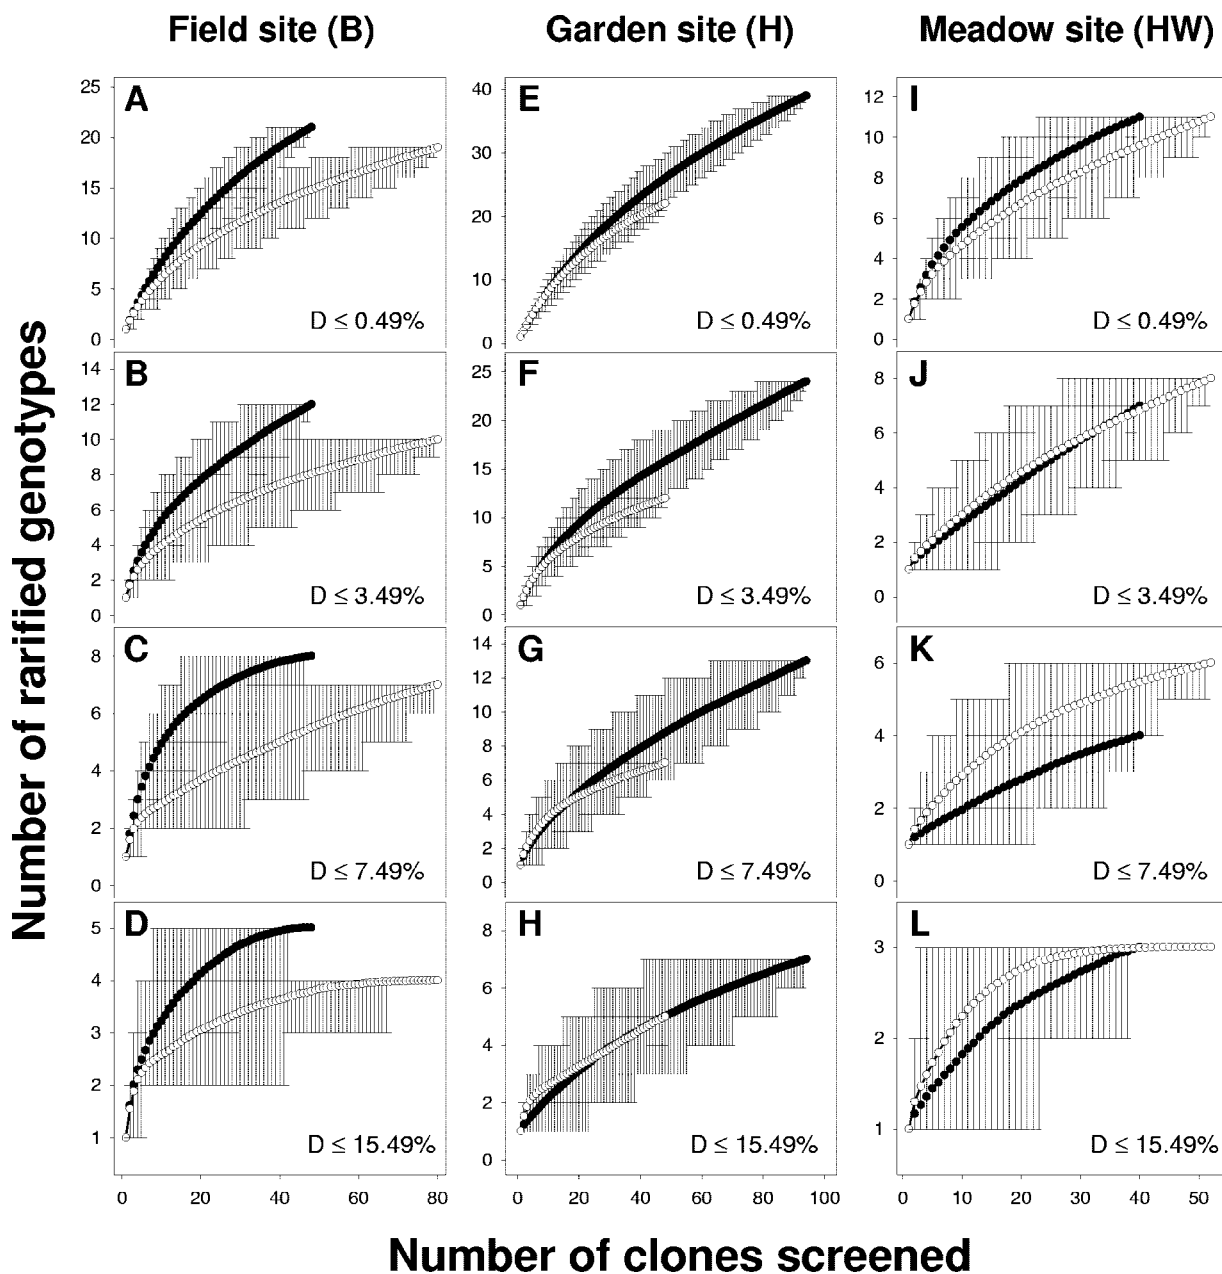 Field site (B)
Garden site (H)
Meadow site (HW)
Number of rarified genotypes
A
25
20
15
10
5
0
D ≤ 0.49%
E
40
30
20
10
0
D ≤ 0.49%
I
12
10
8
6
4
2
0
D ≤ 0.49%
B
14
12
10
8
6
4
2
0
D ≤ 3.49%
F
25
20
15
10
5
0
D ≤ 3.49%
J
8
6
4
2
0
D ≤ 3.49%
C
8
6
4
2
0
D ≤ 7.49%
G
14
12
10
8
6
4
2
0
D ≤ 7.49%
K
6
4
2
0
D ≤ 7.49%
D
5
4
3
2
1
D ≤ 15.49%
H
8
6
4
2
0
D ≤ 15.49%
L
3
2
1
D ≤ 15.49%
0 20 40 60 80
0 20 40 60 80 100
0 10 20 30 40 50
Number of clones screened